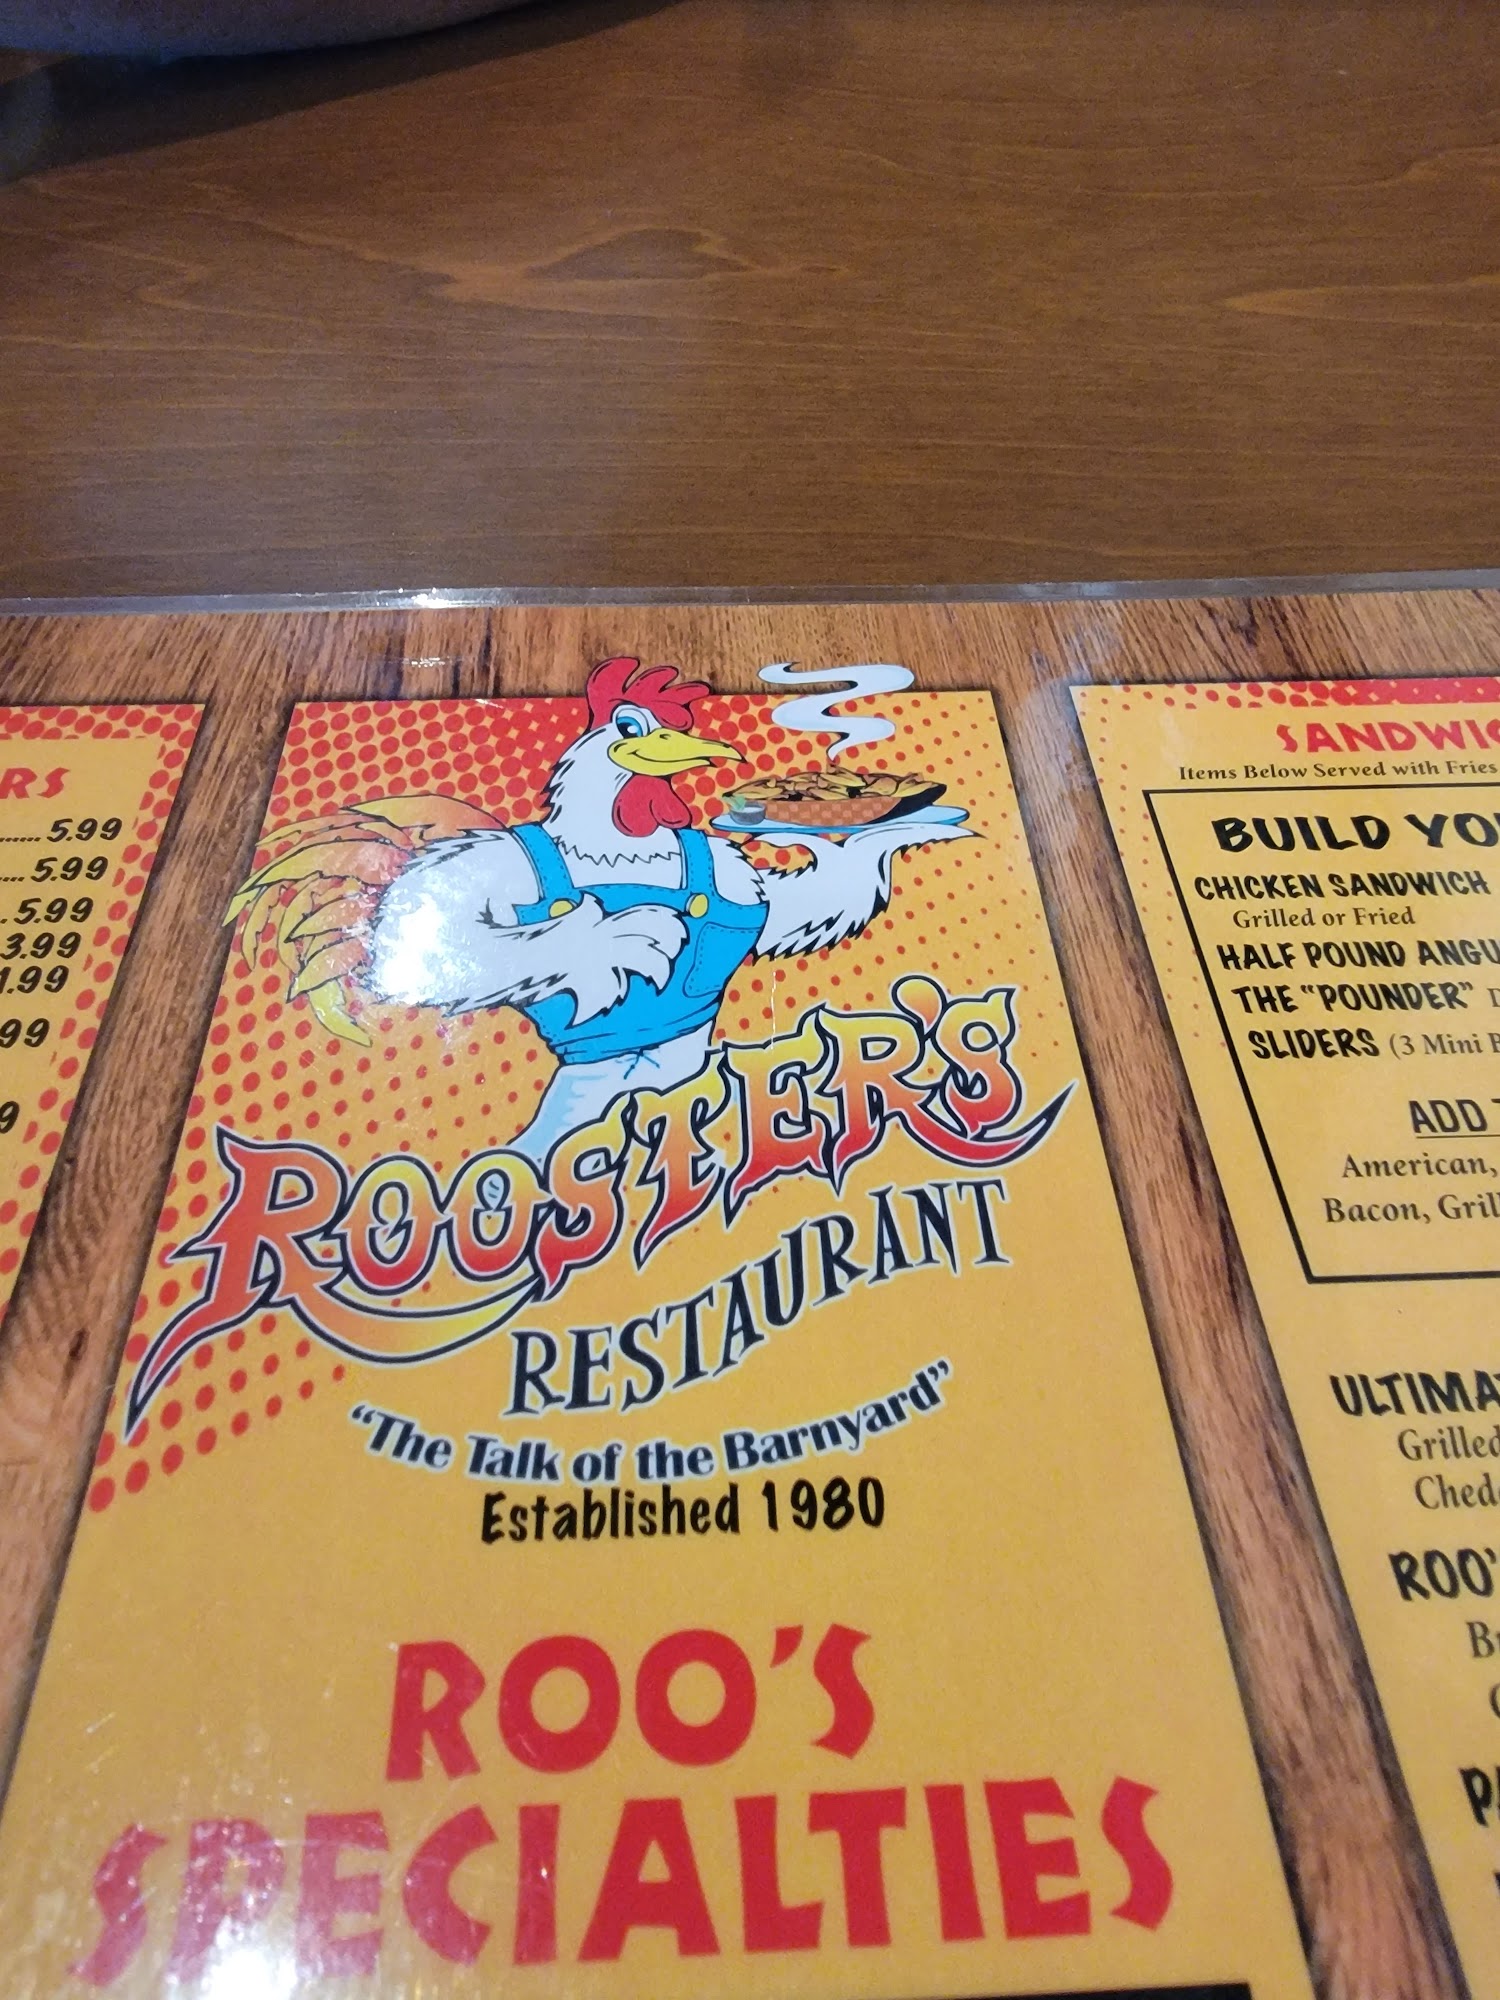 RS
5.99
5.99
5.99
3.99
1.99
99
9
ROOSTER'S
RESTAURANT
"The Talk of the Barnyard"
Established 1980
ROO'S
SPECIALTIES
SANDWIC
Items Below Served with Fries
BUILD YO
CHICKEN SANDWICH
Grilled or Fried
HALF POUND ANGU
THE "POUNDER"
SLIDERS (3 Mini B
ADD
American,
Bacon, Gril
ULTIMA
Grilled
Ched
ROO'